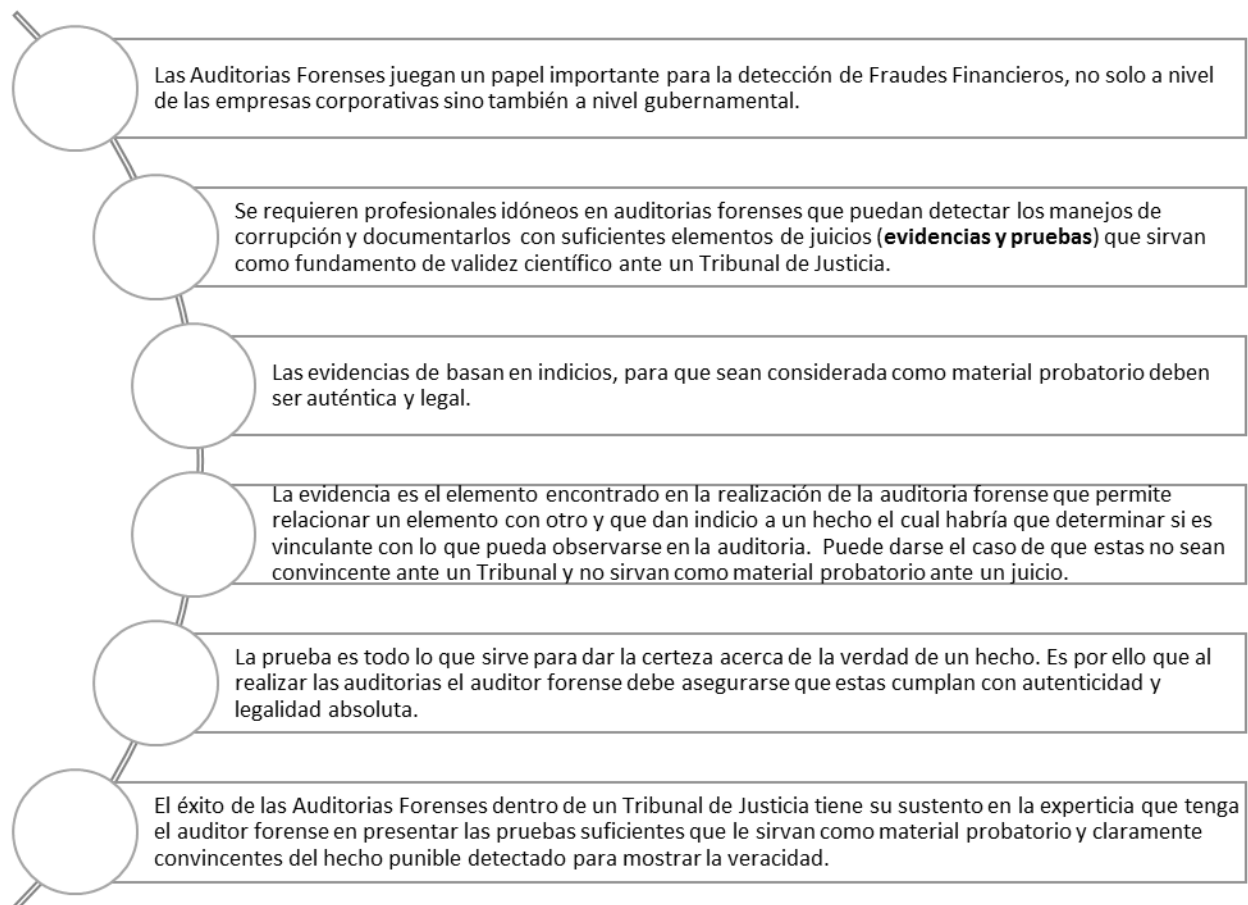 Las Auditorias Forenses juegan un papel importante para la detección de Fraudes Financieros, no solo a nivel
de las empresas corporativas sino también a nivel gubernamental.
Se requieren profesionales idóneos en auditorias forenses que puedan detectar los manejos de
corrupción y documentarlos con suficientes elementos de juicios (evidencias y pruebas) que sirvan
como fundamento de validez científico ante un Tribunal de Justicia.
Las evidencias de basan en indicios, para que sean considerada como material probatorio deben
ser auténtica y legal.
La evidencia es el elemento encontrado en la realización de la auditoria forense que permite
relacionar un elemento con otro y que dan indicio a un hecho el cual habría que determinar si es
vinculante con lo que pueda observarse en la auditoria. Puede darse el caso de que estas no sean
convincente ante un Tribunal y no sirvan como material probatorio ante un juicio.
La prueba es todo lo que sirve para dar la certeza acerca de la verdad de un hecho. Es por ello que al
realizar las auditorias el auditor forense debe asegurarse que estas cumplan con autenticidad y
legalidad absoluta.
El éxito de las Auditorias Forenses dentro de un Tribunal de Justicia tiene su sustento en la experticia que tenga
el auditor forense en presentar las pruebas suficientes que le sirvan como material probatorio y claramente
convincentes del hecho punible detectado para mostrar la veracidad.